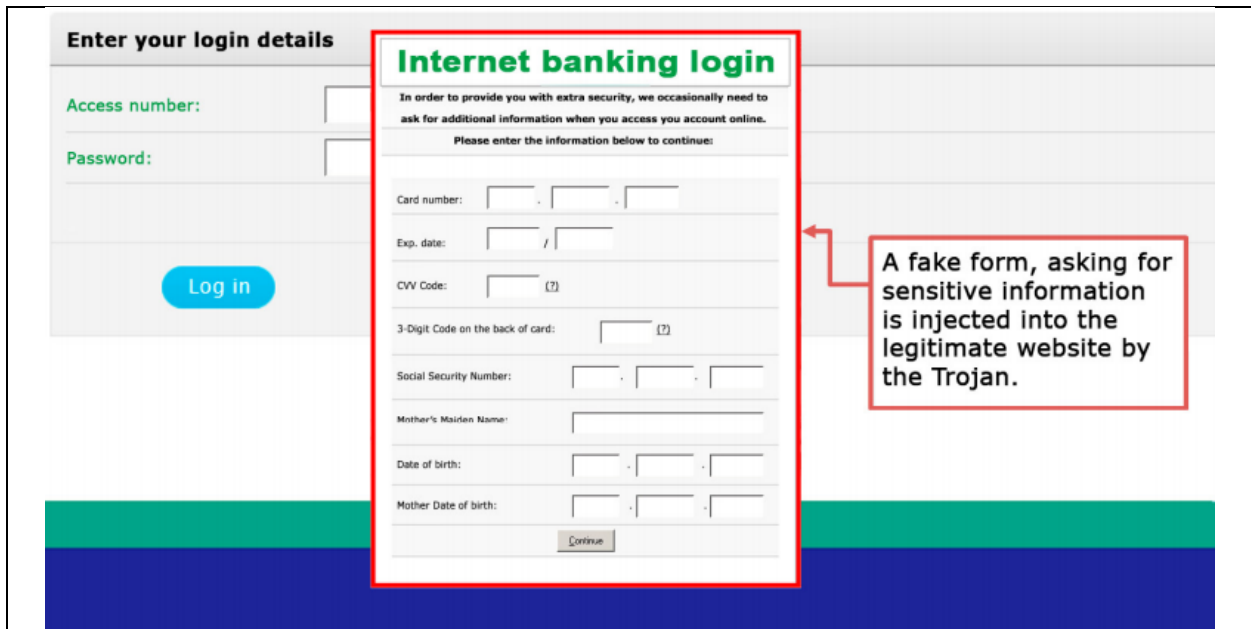 Enter your login details
Access number:
Password:
Log in
Internet banking login
In order to provide you with extra security, we occasionally need to
ask for additional information when you access you account online.
Please enter the information below to continue:
Card number: . .
Exp. date: /
CVV Code: (?)
3-Digit Code on the back of card: (?)
Social Security Number: . .
Mother's Maiden Name:
Date of birth: . .
Mother Date of birth: . .
Continue
A fake form, asking for
sensitive information
is injected into the
legitimate website by
the Trojan.